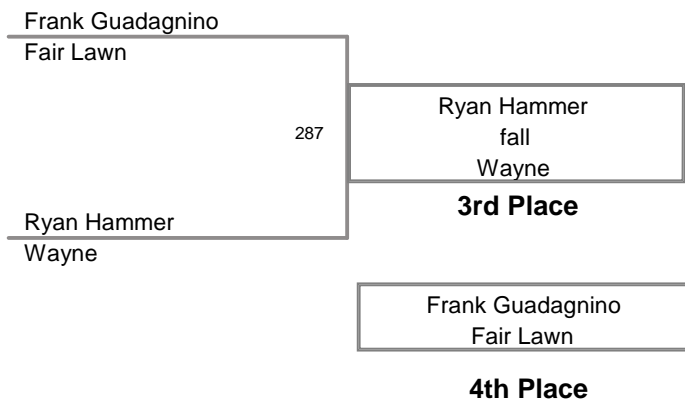 Frank Guadagnino
Fair Lawn
287
Ryan Hammer
fall
Wayne
3rd Place
Ryan Hammer
Wayne
Frank Guadagnino
Fair Lawn
4th Place